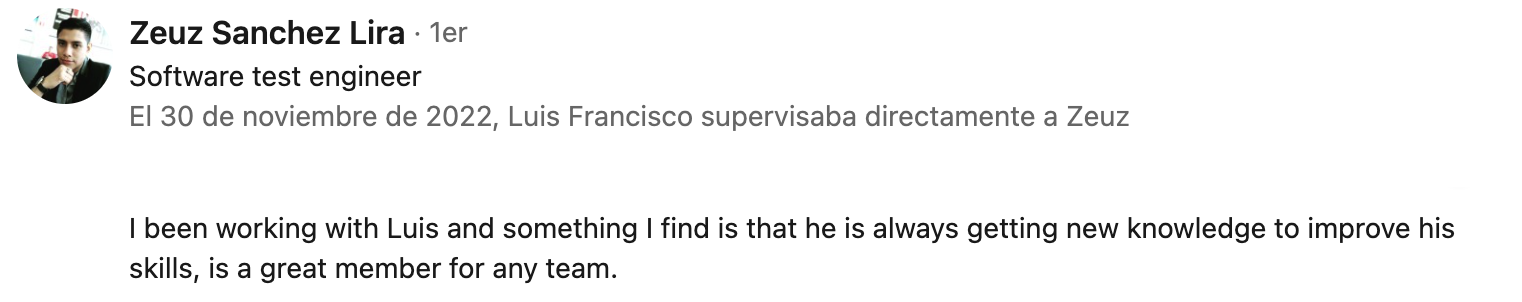 Zeuz Sanchez Lira · 1er
Software test engineer
El 30 de noviembre de 2022, Luis Francisco supervisaba directamente a Zeuz
I been working with Luis and something I find is that he is always getting new knowledge to improve his
skills, is a great member for any team.